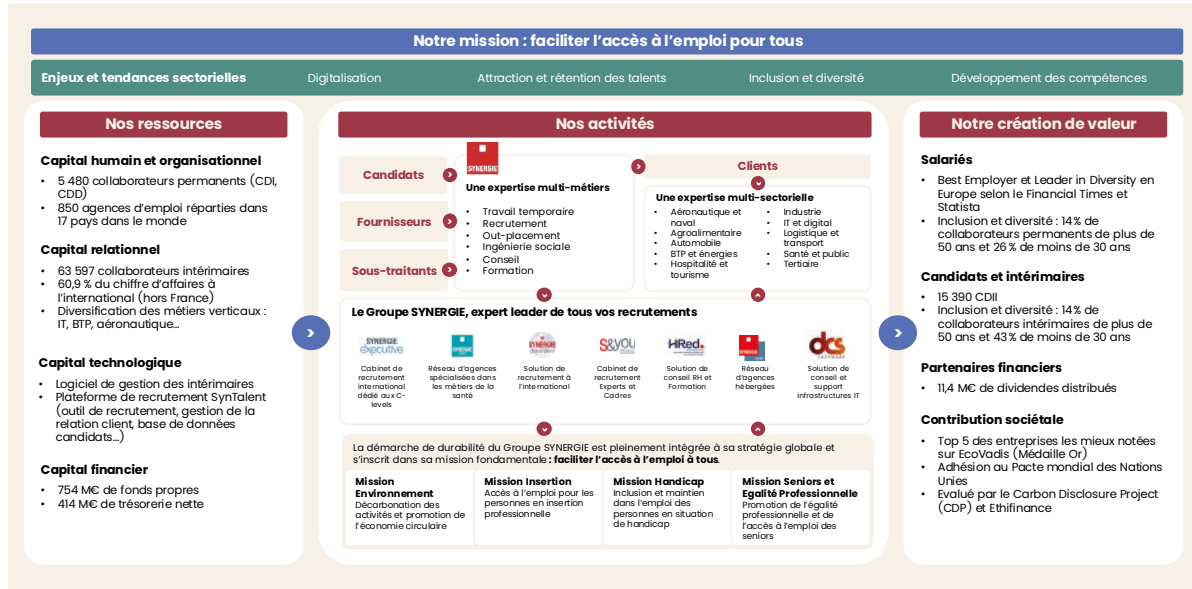 Notre mission : faciliter l'accès à l'emploi pour tous
Enjeux et tendances sectorielles
Digitalisation
Attraction et rétention des talents
Inclusion et diversité
Développement des compétences
Nos ressources
Capital humain et organisationnel
• 5 480 collaborateurs permanents (CDI,
CDD)
• 850 agences d'emploi réparties dans
17 pays dans le monde
Capital relationnel
• 63 597 collaborateurs intérimaires
• 60,9 % du chiffre d'affaires à
l'international (hors France)
• Diversification des métiers verticaux :
IT, BTP, aéronautique…
Capital technologique
• Logiciel de gestion des intérimaires
• Plateforme de recrutement SynTalent
(outil de recrutement, gestion de la
relation client, base de données
candidats…)
Capital financier
• 754 M€ de fonds propres
• 414 M€ de trésorerie nette
Nos activités
Candidats
Fournisseurs
Sous-traitants
SYNERGIE
Une expertise multi-métiers
• Travail temporaire
• Recrutement
• Out-placement
• Ingénierie sociale
• Conseil
• Formation
Clients
Une expertise multi-sectorielle
• Aéronautique et
naval
• Agroalimentaire
• Automobile
• BTP et énergies
• Hospitalité et
tourisme
• Industrie
• IT et digital
• Logistique et
transport
• Santé et public
• Tertiaire
Le Groupe SYNERGIE, expert leader de tous vos recrutements
SYNERGIE
executive
Cabinet de
recrutement
international
dédié aux C-
levels
SYNERGIE
Réseau d'agences
spécialisées dans
les métiers de la
santé
SYNERGIE
Solution de
recrutement à
l'international
S&you
Cabinet de
recrutement
Experts et
Cadres
HRed.
Solution de
conseil RH et
Formation
SYNERGIE
Réseau
d'agences
hébergées
dcs
Solution de
conseil et
support
infrastructures IT
La démarche de durabilité du Groupe SYNERGIE est pleinement intégrée à sa stratégie globale et
s'inscrit dans sa mission fondamentale : faciliter l'accès à l'emploi à tous.
Mission
Environnement
Décarbonation des
activités et promotion de
l'économie circulaire
Mission Insertion
Accès à l'emploi pour les
personnes en insertion
professionnelle
Mission Handicap
Inclusion et maintien
dans l'emploi des
personnes en situation
de handicap
Mission Seniors et
Egalité Professionnelle
Promotion de l'égalité
professionnelle et de
l'accès à l'emploi des
seniors
Notre création de valeur
Salariés
• Best Employer et Leader in Diversity en
Europe selon le Financial Times et
Statista
• Inclusion et diversité : 14% de
collaborateurs permanents de plus de
50 ans et 26 % de moins de 30 ans
Candidats et intérimaires
• 15 390 CDII
• Inclusion et diversité : 14% de
collaborateurs intérimaires de plus de
50 ans et 43 % de moins de 30 ans
Partenaires financiers
• 11,4 M€ de dividendes distribués
Contribution sociétale
• Top 5 des entreprises les mieux notées
sur EcoVadis (Médaille Or)
• Adhésion au Pacte mondial des Nations
Unies
• Evalué par le Carbon Disclosure Project
(CDP) et Ethifinance